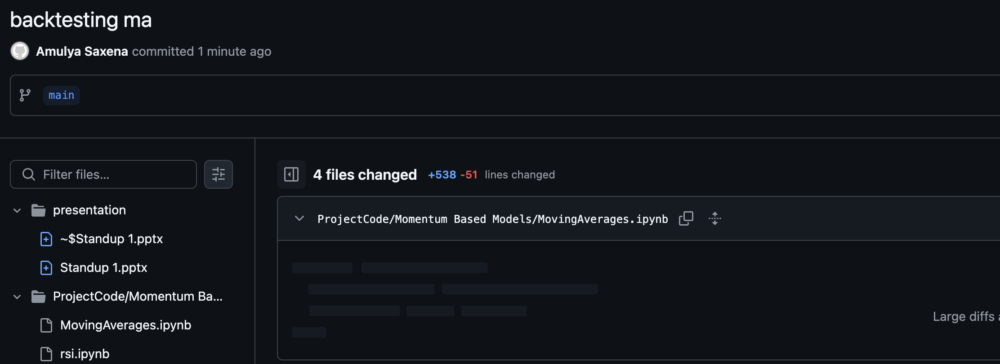 backtesting ma
Amulya Saxena committed 1 minute ago
main
Filter files...
4 files changed +538 -51 lines changed
presentation
~$Standup 1.pptx
Standup 1.pptx
ProjectCode/Momentum Ba...
MovingAverages.ipynb
rsi.ipynb
ProjectCode/Momentum Based Models/MovingAverages.ipynb
Large diffs